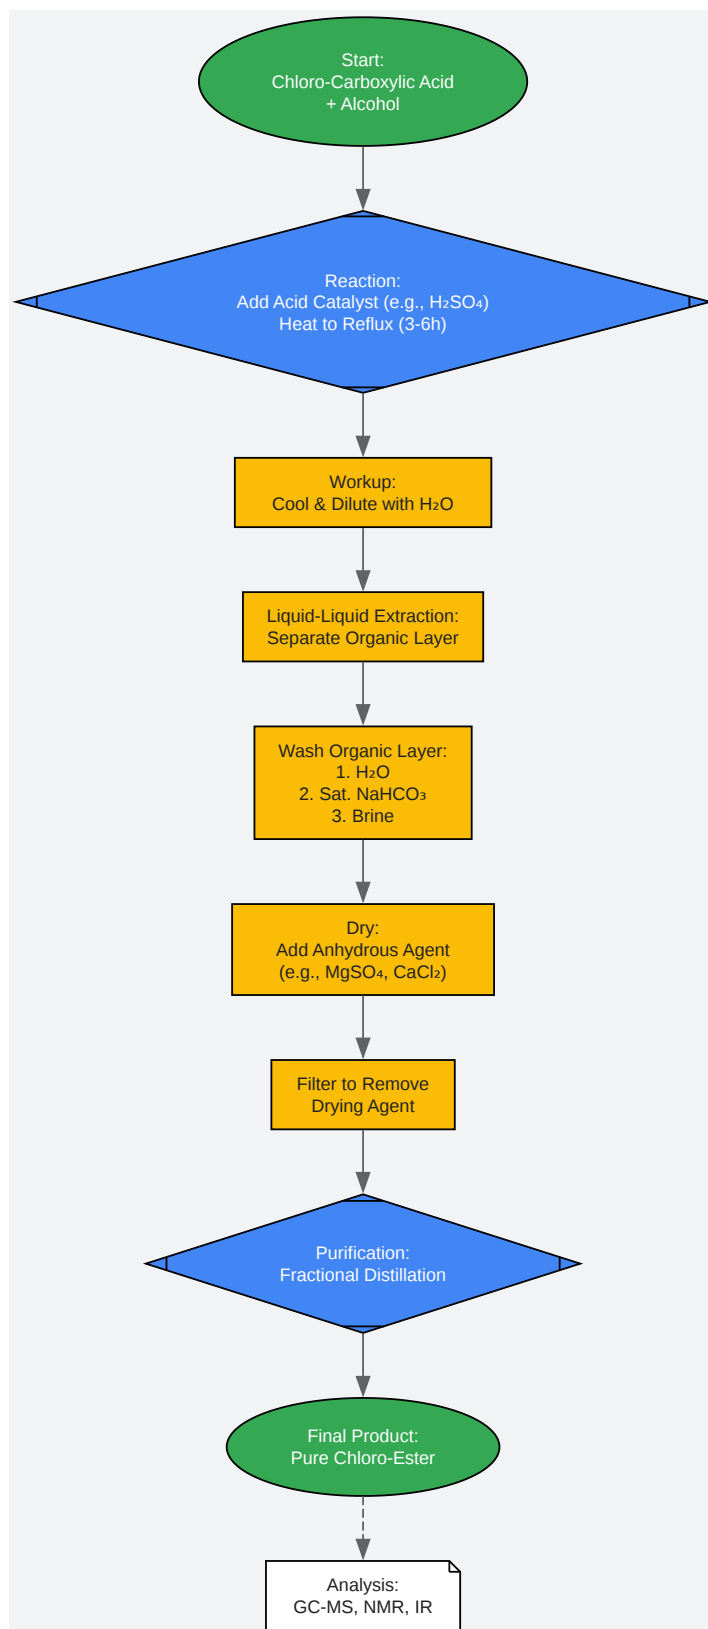 Start:
Chloro-Carboxylic Acid
+ Alcohol
Reaction:
Add Acid Catalyst (e.g., H₂SO₄)
Heat to Reflux (3-6h)
Workup:
Cool & Dilute with H₂O
Liquid-Liquid Extraction:
Separate Organic Layer
Wash Organic Layer:
1. H₂O
2. Sat. NaHCO₃
3. Brine
Dry:
Add Anhydrous Agent
(e.g., MgSO₄, CaCl₂)
Filter to Remove
Drying Agent
Purification:
Fractional Distillation
Final Product:
Pure Chloro-Ester
Analysis:
GC-MS, NMR, IR